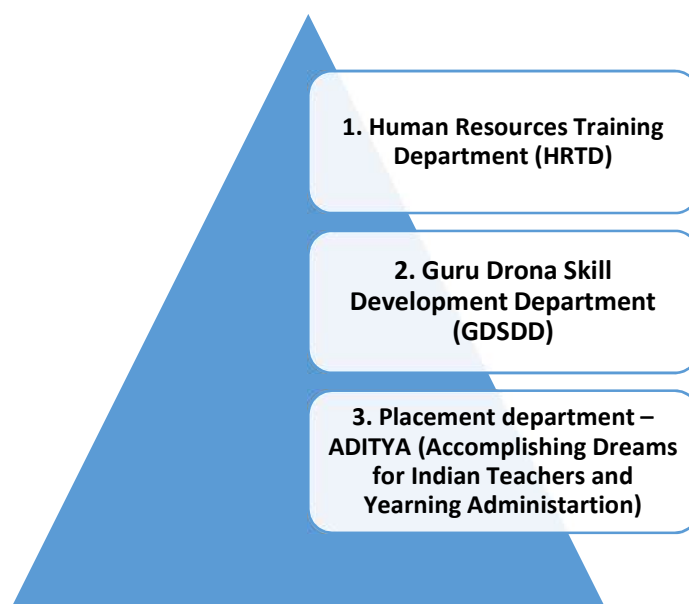 1. Human Resources Training
Department (HRTD)
2. Guru Drona Skill
Development Department
(GDSDD)
3. Placement department –
ADITYA (Accomplishing Dreams
for Indian Teachers and
Yearning Administartion)